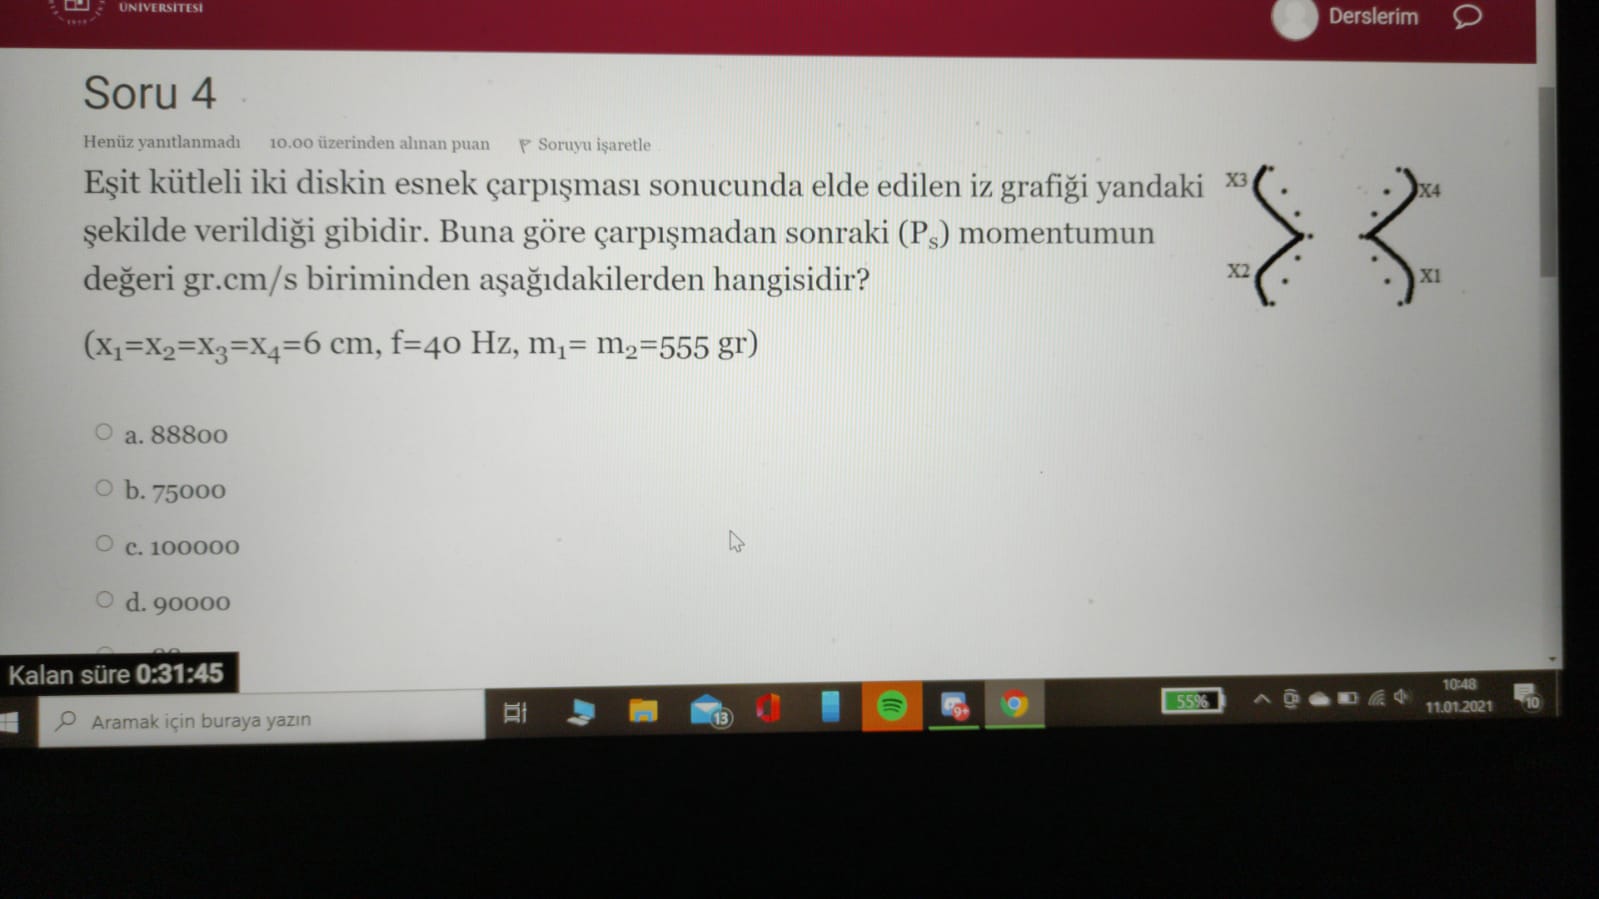 ÜNİVERSİTESİ
Derslerim
Soru 4
Henüz yanıtlanmadı 10.00 üzerinden alınan puan Soruyu işaretle
Eşit kütleli iki diskin esnek çarpışması sonucunda elde edilen iz grafiği yandaki
şekilde verildiği gibidir. Buna göre çarpışmadan sonraki (Pₛ) momentumun
değeri gr.cm/s biriminden aşağıdakilerden hangisidir?
X3
X4
X2
X1
(x₁=x₂=x₃=x₄=6 cm, f=40 Hz, m₁= m₂=555 gr)
a. 88800
b. 75000
c. 100000
d. 90000
Kalan süre 0:31:45
Aramak için buraya yazın
13
9+
55%
10:48
11.01.2021
10